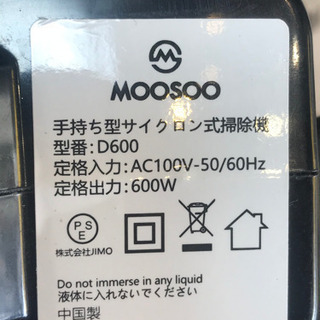 MOOSOO
手持ち型サイクロン式掃除機
型番:D600
定格入力:AC100V-50/60Hz
定格出力:600W
PSE
株式会社JIMO
Do not immerse in any liquid
液体に入れないでください
中国製